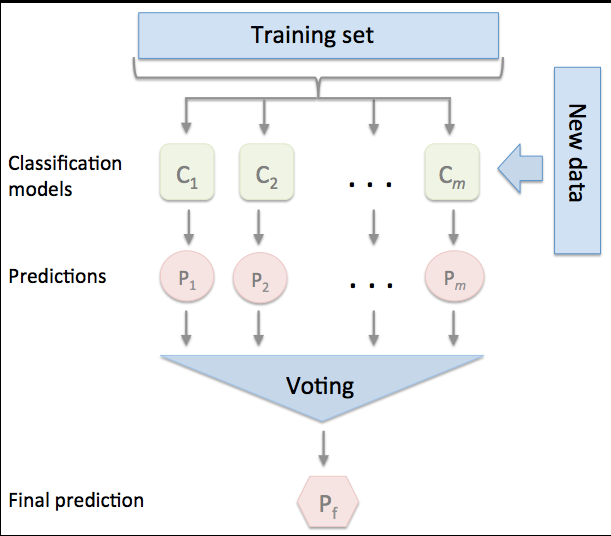 Training set
New data
Classification
models
C1
C2
. . .
Cm
Predictions
P1
P2
. . .
Pm
Voting
Final prediction
Pf